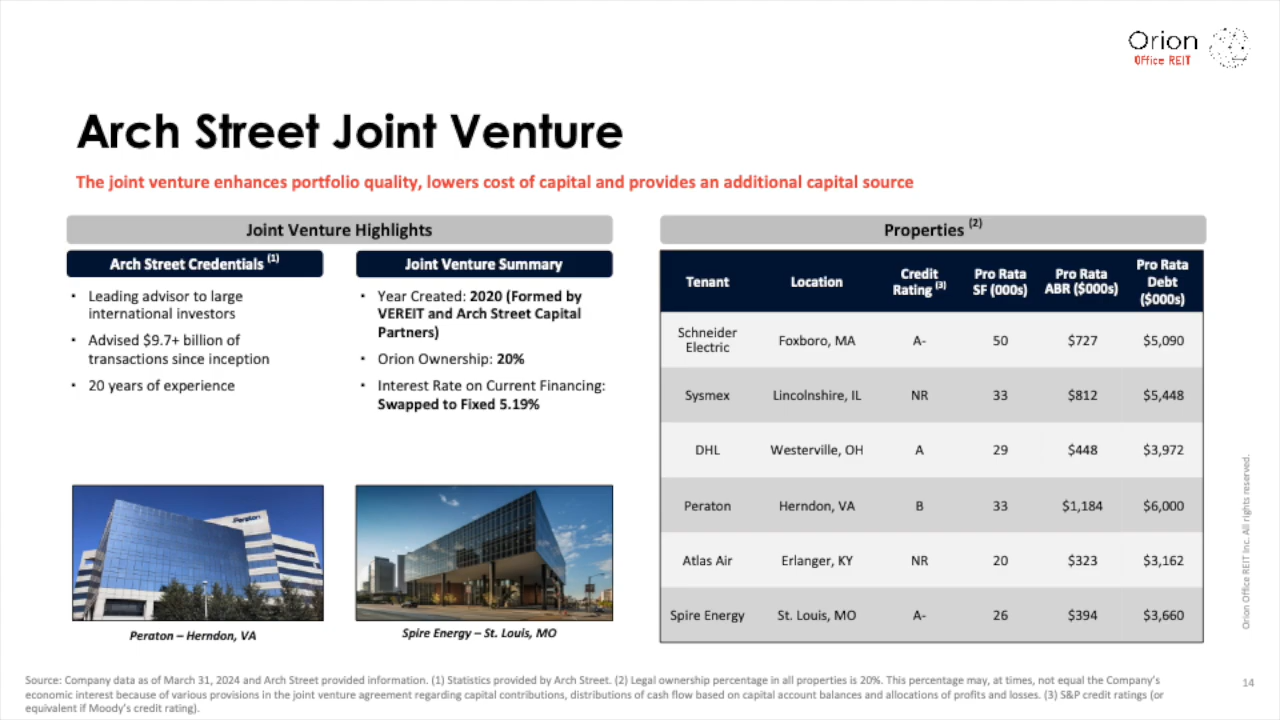 Orion
Office REIT
Arch Street Joint Venture
The joint venture enhances portfolio quality, lowers cost of capital and provides an additional capital source
Joint Venture Highlights
Arch Street Credentials (1)
▪ Leading advisor to large
international investors
▪ Advised $9.7+ billion of
transactions since inception
▪ 20 years of experience
Joint Venture Summary
▪ Year Created: 2020 (Formed by
VEREIT and Arch Street Capital
Partners)
▪ Orion Ownership: 20%
▪ Interest Rate on Current Financing:
Swapped to Fixed 5.19%
Peraton
Peraton – Herndon, VA
Spire Energy – St. Louis, MO
Properties (2)
Tenant Location Credit Rating (3) Pro Rata SF (000s) Pro Rata ABR ($000s) Pro Rata Debt ($000s)
Schneider Electric Foxboro, MA A- 50 $727 $5,090
Sysmex Lincolnshire, IL NR 33 $812 $5,448
DHL Westerville, OH A 29 $448 $3,972
Peraton Herndon, VA B 33 $1,184 $6,000
Atlas Air Erlanger, KY NR 20 $323 $3,162
Spire Energy St. Louis, MO A- 26 $394 $3,660
Orion Office REIT Inc. All rights reserved.
Source: Company data as of March 31, 2024 and Arch Street provided information. (1) Statistics provided by Arch Street. (2) Legal ownership percentage in all properties is 20%. This percentage may, at times, not equal the Company's
economic interest because of various provisions in the joint venture agreement regarding capital contributions, distributions of cash flow based on capital account balances and allocations of profits and losses. (3) S&P credit ratings (or
equivalent if Moody's credit rating).
14